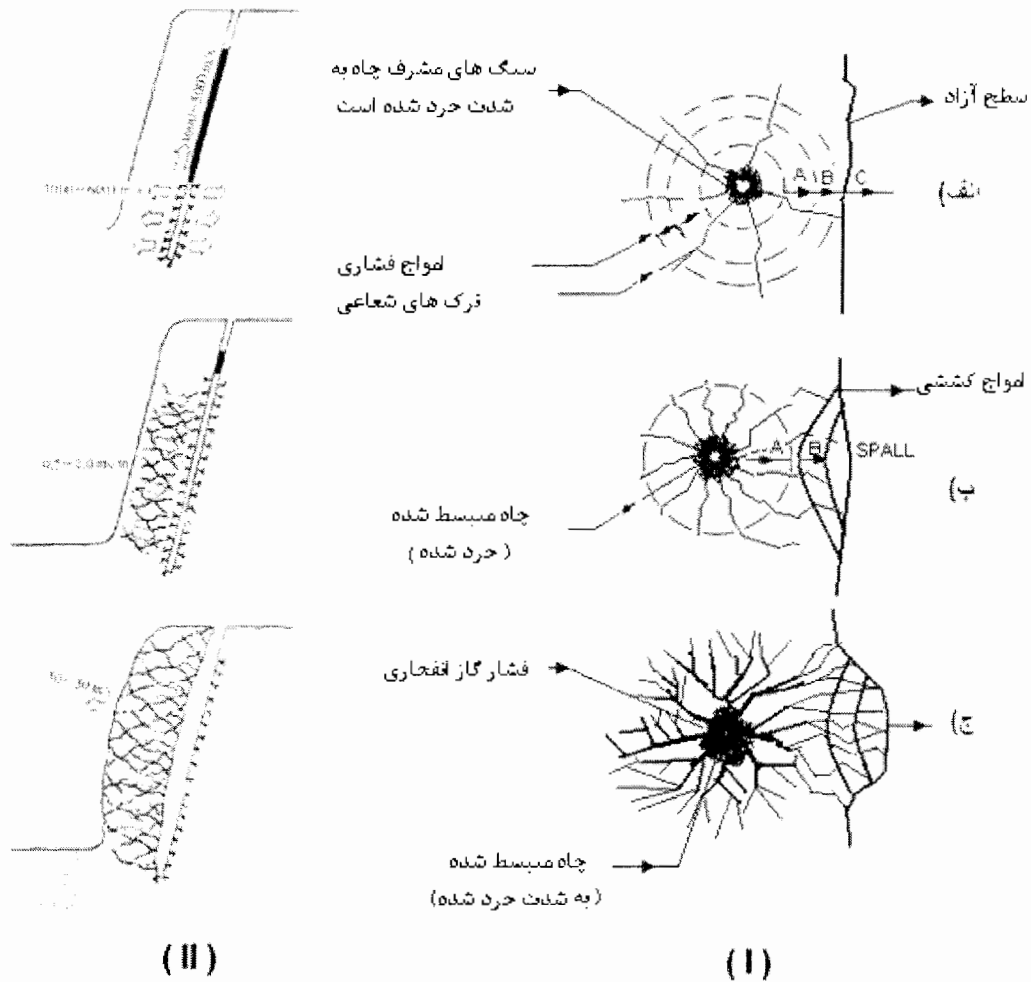 سنگ های مشرف چاه به
شدت خرد شده است
سطح آزاد
A
B
C
الف)
امواج فشاری
ترک های شعاعی
امواج کششی
A
B
SPALL
ب)
چاه منبسط شده
(خرد شده)
فشار گاز انفجاری
ج)
چاه منبسط شده
(به شدت خرد شده)
(II)
(I)